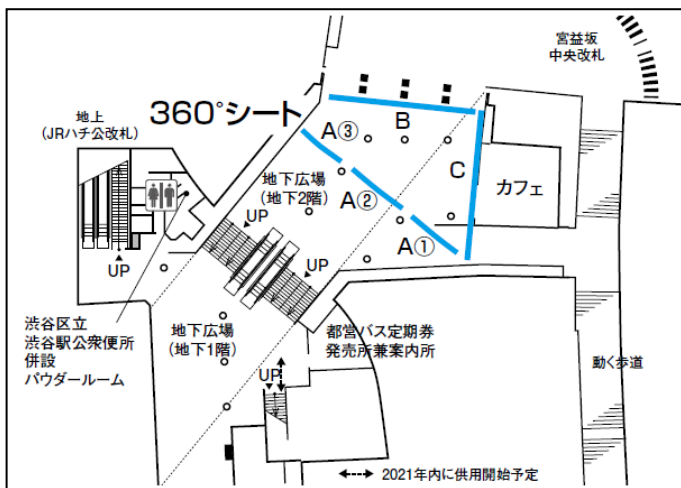 宮益坂
中央改札
360°シート
地上
(JRハチ公改札)
A③
B
C
カフェ
地下広場
(地下2階)
A②
A①
UP
UP
UP
渋谷区立
渋谷駅公衆便所
併設
パウダールーム
地下広場
(地下1階)
都営バス定期券
発売所兼案内所
UP
動く歩道
2021年内に供用開始予定